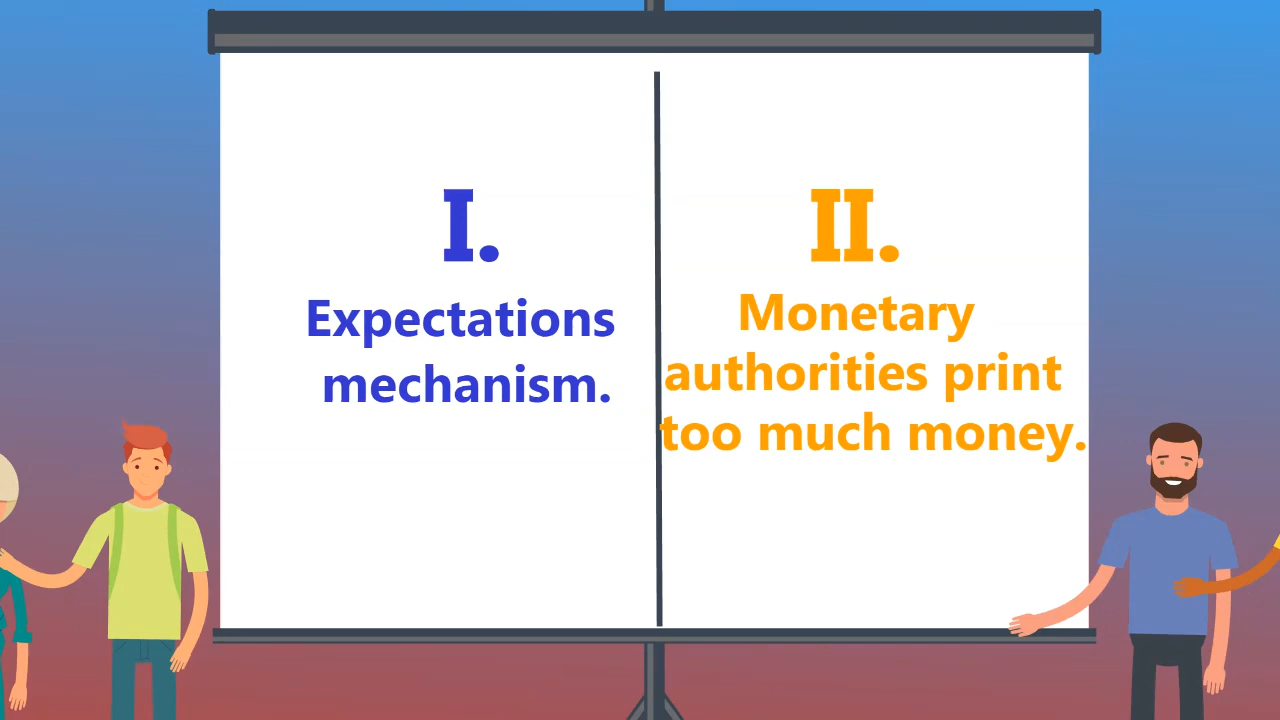 I.
Expectations
mechanism.
II.
Monetary
authorities print
too much money.